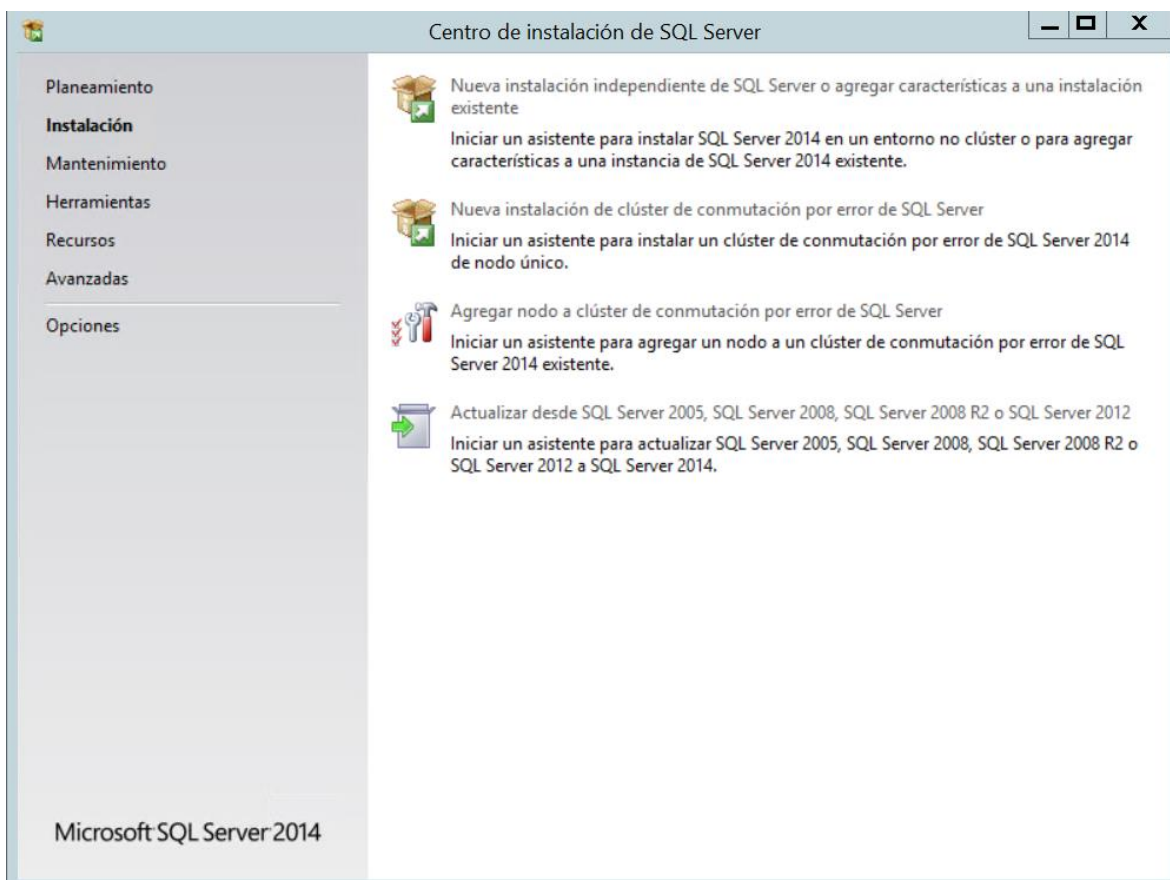 Centro de instalación de SQL Server
Planeamiento
Instalación
Mantenimiento
Herramientas
Recursos
Avanzadas
Opciones
Nueva instalación independiente de SQL Server o agregar características a una instalación
existente
Iniciar un asistente para instalar SQL Server 2014 en un entorno no clúster o para agregar
características a una instancia de SQL Server 2014 existente.
Nueva instalación de clúster de conmutación por error de SQL Server
Iniciar un asistente para instalar un clúster de conmutación por error de SQL Server 2014
de nodo único.
Agregar nodo a clúster de conmutación por error de SQL Server
Iniciar un asistente para agregar un nodo a un clúster de conmutación por error de SQL
Server 2014 existente.
Actualizar desde SQL Server 2005, SQL Server 2008, SQL Server 2008 R2 o SQL Server 2012
Iniciar un asistente para actualizar SQL Server 2005, SQL Server 2008, SQL Server 2008 R2 o
SQL Server 2012 a SQL Server 2014.
Microsoft SQL Server 2014